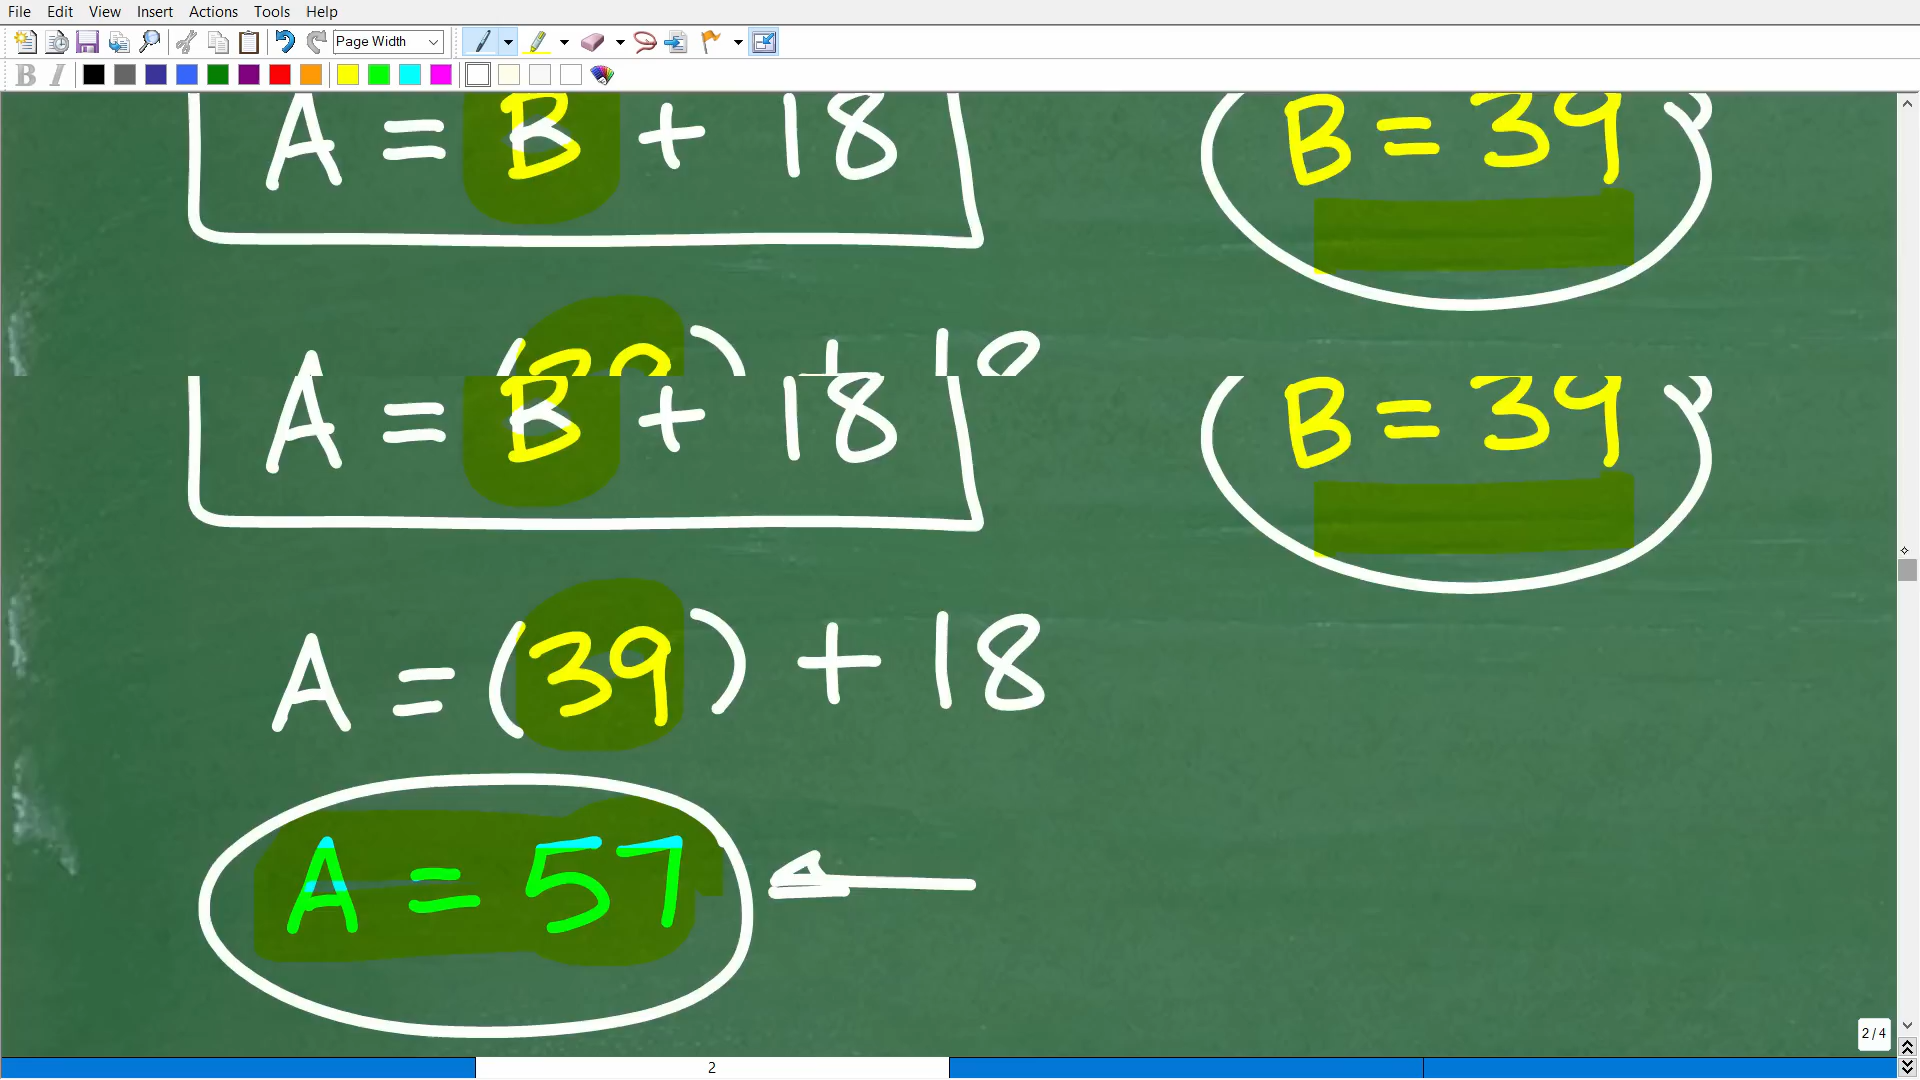 File Edit View Insert Actions Tools Help
Page Width
B I
A = B + 18 B = 39
A = B + 18 B = 39
A = (39) + 18
A = 57
2 / 4
2